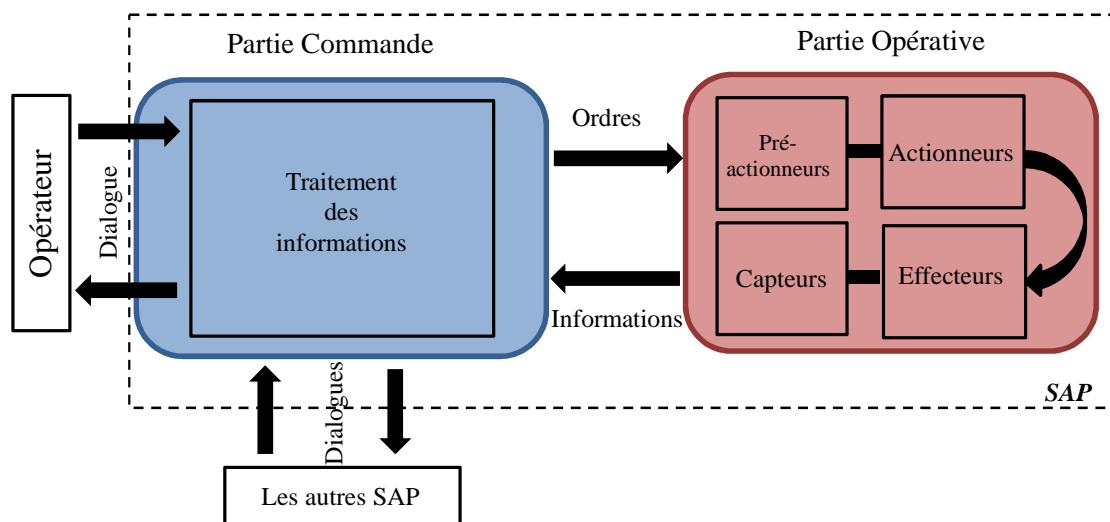 Partie Commande
Partie Opérative
Opérateur
Dialogue
Traitement
des
informations
Ordres
Informations
Pré-
actionneurs
Actionneurs
Capteurs
Effecteurs
SAP
Dialogues
Les autres SAP